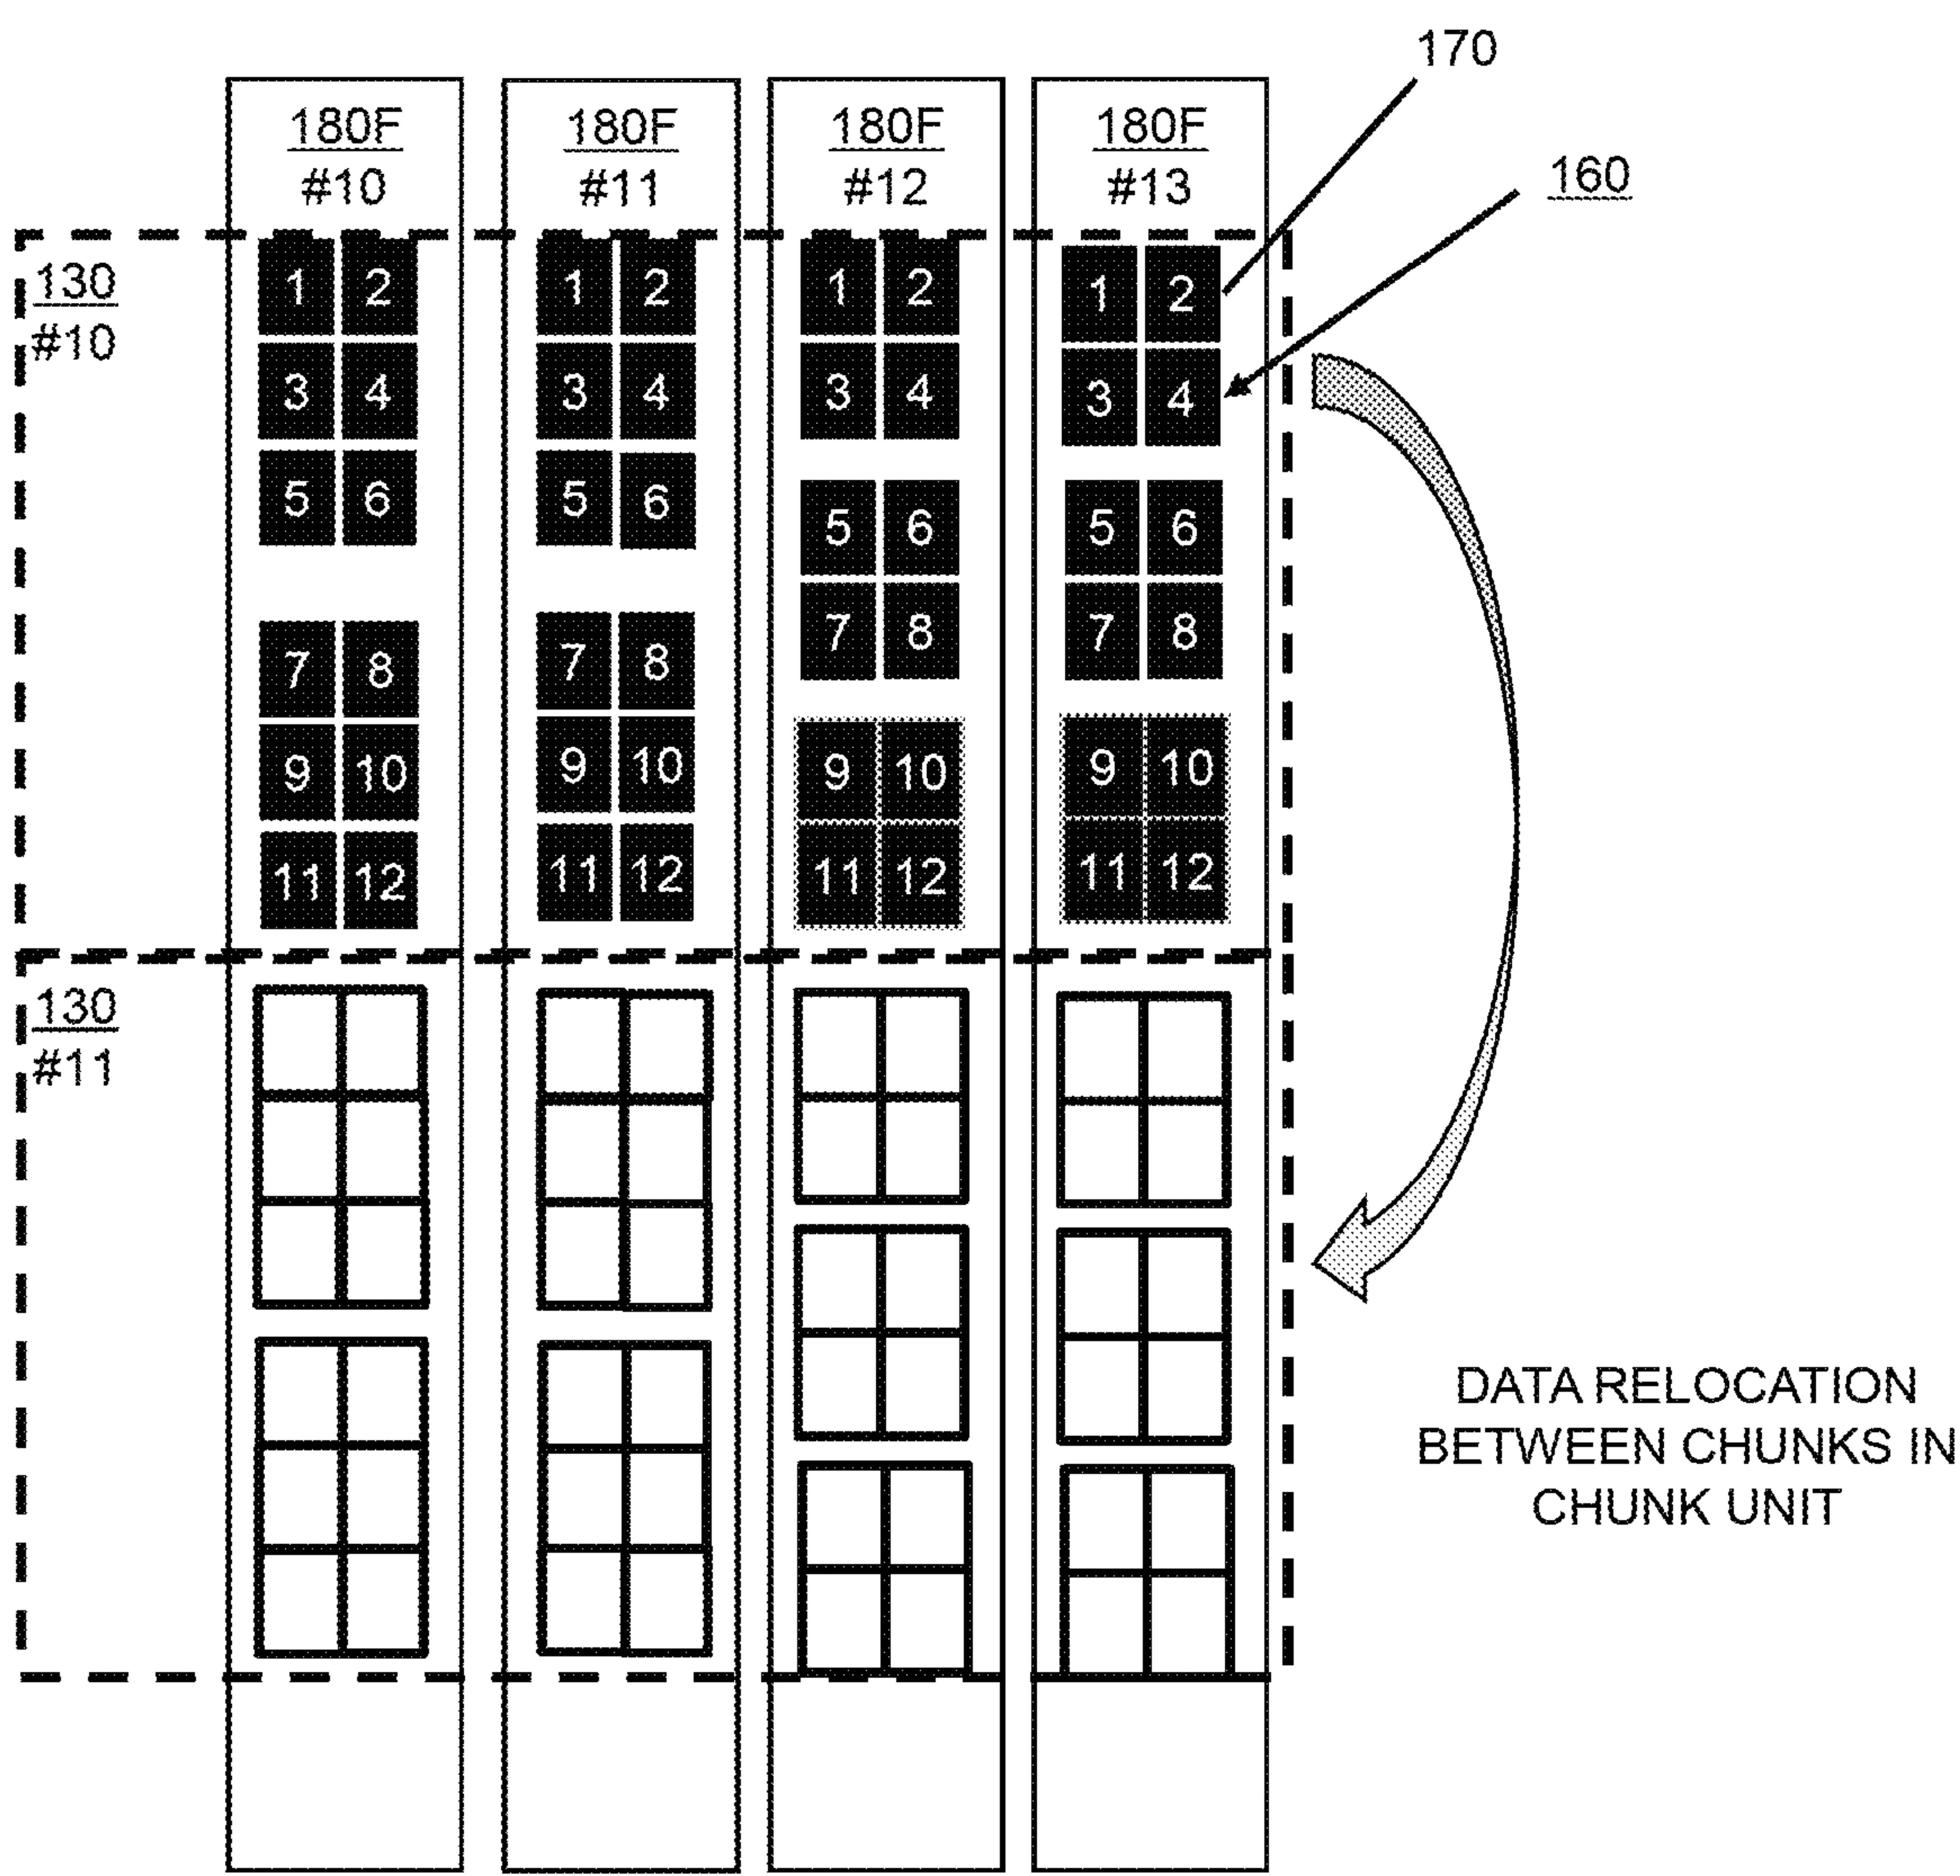 170
180F 180F 180F 180F
#10 #11 #12 #13
160
130
#10
1 2 1 2 1 2 1 2
3 4 3 4 3 4 3 4
5 6 5 6 5 6 5 6
7 8 7 8 7 8 7 8
9 10 9 10 9 10 9 10
11 12 11 12 11 12 11 12
130
#11
DATA RELOCATION
BETWEEN CHUNKS IN
CHUNK UNIT